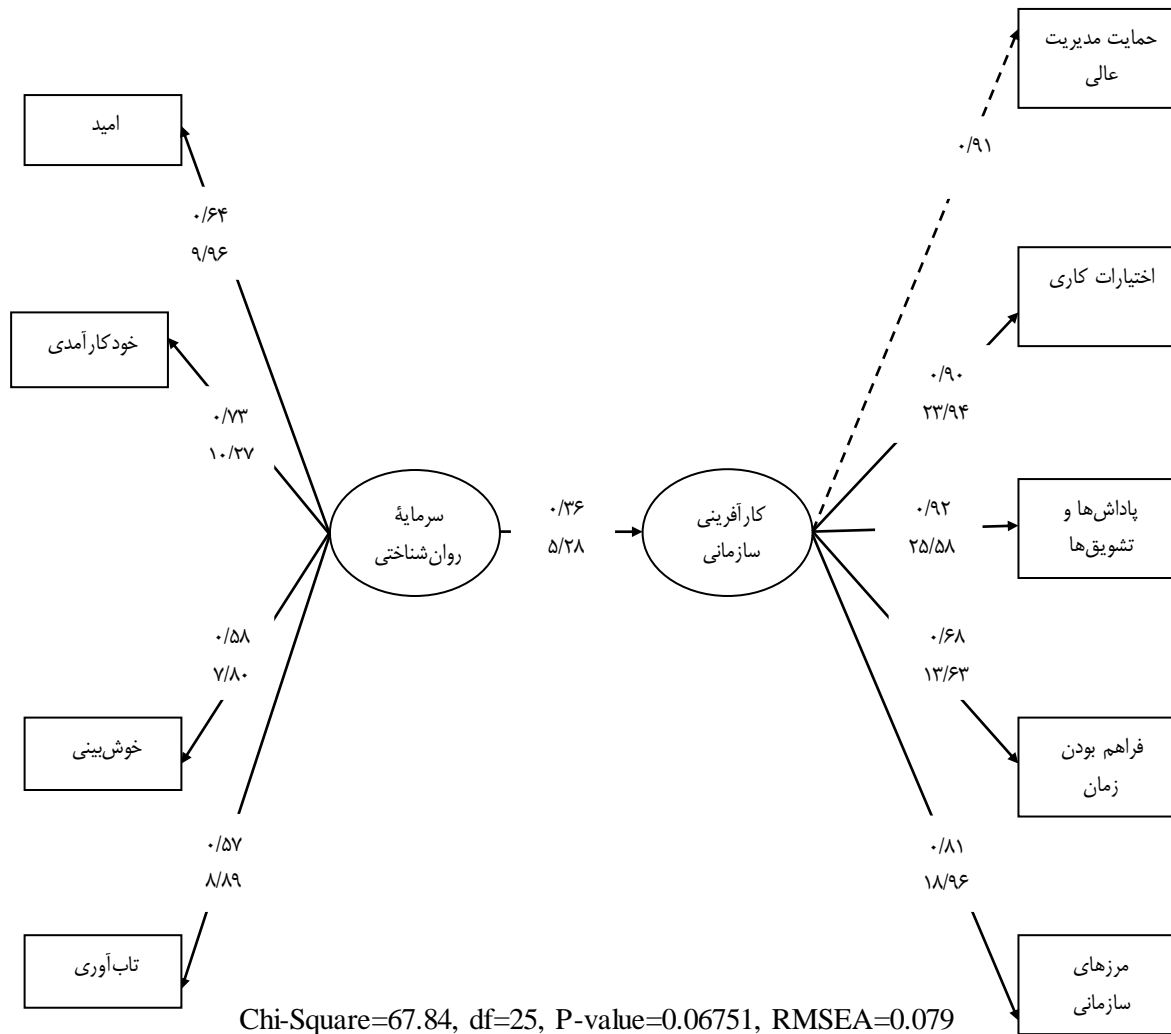 حمایت مدیریت
عالی
امید
۰/۹۱
۰/۶۴
۹/۹۶
اختیارات کاری
خودکارآمدی
۰/۹۰
۲۳/۹۴
۰/۷۳
۱۰/۲۷
پاداش‌ها و
تشویق‌ها
سرمایۀ
روان‌شناختی
۰/۳۶
۵/۲۸
کارآفرینی
سازمانی
۰/۹۲
۲۵/۵۸
۰/۵۸
۷/۸۰
۰/۶۸
۱۳/۶۳
خوش‌بینی
فراهم بودن
زمان
۰/۵۷
۸/۸۹
۰/۸۱
۱۸/۹۶
تاب‌آوری
مرزهای
سازمانی
Chi-Square=67.84, df=25, P-value=0.06751, RMSEA=0.079